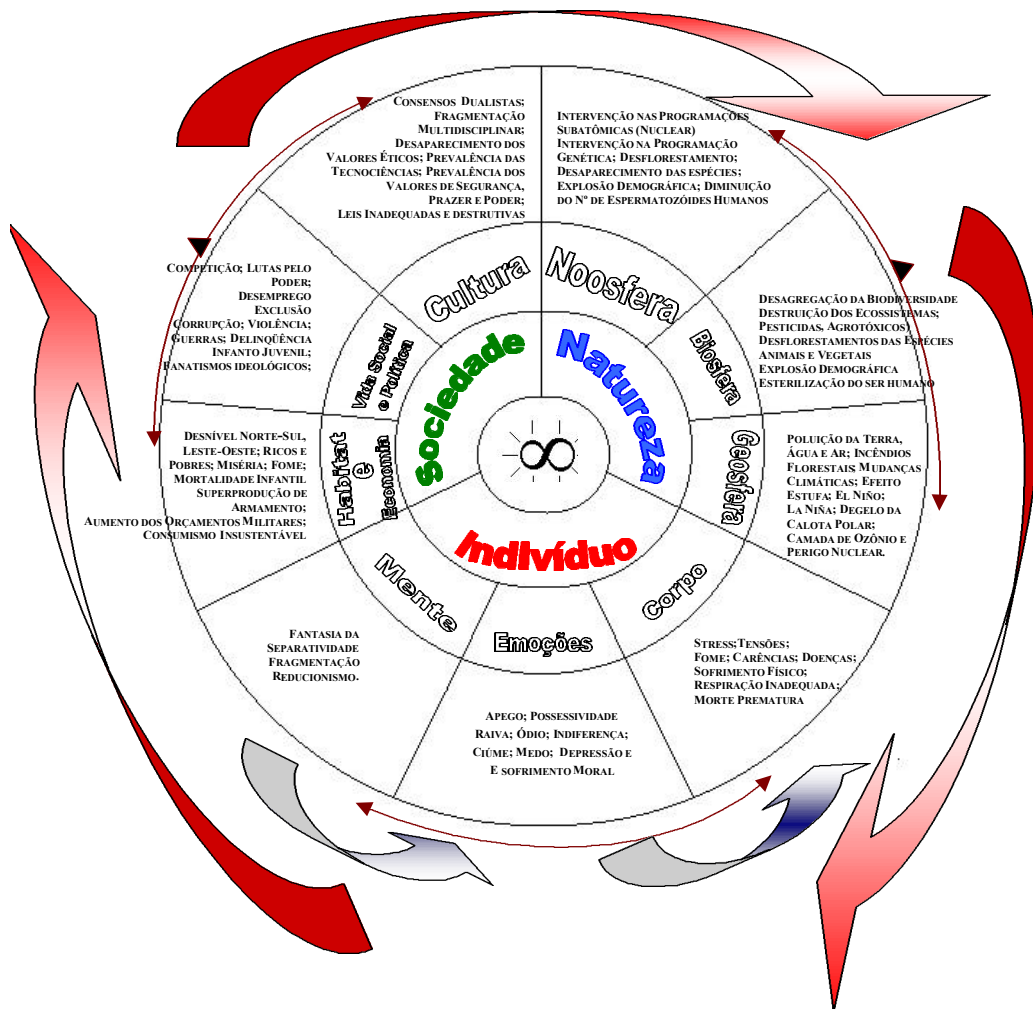 CONSENSOS DUALISTAS;
FRAGMENTAÇÃO
MULTIDISCIPLINAR;
DESAPARECIMENTO DOS
VALORES ÉTICOS; PREVALÊNCIA DAS
TECNOCIÊNCIAS; PREVALÊNCIA DOS
VALORES DE SEGURANÇA,
PRAZER E PODER;
LEIS INADEQUADAS E DESTRUTIVAS
INTERVENÇÃO NAS PROGRAMAÇÕES
SUBATÔMICAS (NUCLEAR)
INTERVENÇÃO NA PROGRAMAÇÃO
GENÉTICA; DESFLORESTAMENTO;
DESAPARECIMENTO DAS ESPÉCIES;
EXPLOSÃO DEMOGRÁFICA; DIMINUIÇÃO
DO Nº DE ESPERMATOZÓIDES HUMANOS
COMPETIÇÃO; LUTAS PELO
PODER;
DESEMPREGO
EXCLUSÃO
CORRUPÇÃO; VIOLÊNCIA;
GUERRAS; DELINQÜÊNCIA
INFANTO JUVENIL;
FANATISMOS IDEOLÓGICOS;
Cultura
Noosfera
Vida Social
e Política
Sociedade
Natureza
Biosfera
DESAGREGAÇÃO DA BIODIVERSIDADE
DESTRUIÇÃO DOS ECOSSISTEMAS;
PESTICIDAS, AGROTÓXICOS;
DESFLORESTAMENTOS DAS ESPÉCIES
ANIMAIS E VEGETAIS
EXPLOSÃO DEMOGRÁFICA
ESTERILIZAÇÃO DO SER HUMANO
DESNÍVEL NORTE-SUL,
LESTE-OESTE; RICOS E
POBRES; MISÉRIA; FOME;
MORTALIDADE INFANTIL
SUPERPRODUÇÃO DE
ARMAMENTO;
AUMENTO DOS ORÇAMENTOS MILITARES;
CONSUMISMO INSUSTENTÁVEL
Habitat
e
Economia
∞
Geosfera
POLUIÇÃO DA TERRA,
ÁGUA E AR; INCÊNDIOS
FLORESTAIS; MUDANÇAS
CLIMÁTICAS; EFEITO
ESTUFA; EL NIÑO;
LA NIÑA; DEGELO DA
CALOTA POLAR;
CAMADA DE OZÔNIO E
PERIGO NUCLEAR.
Indivíduo
Mente
Emoções
Corpo
FANTASIA DA
SEPARATIVIDADE
FRAGMENTAÇÃO
REDUCIONISMO.
APEGO; POSSESSIVIDADE
RAIVA; ÓDIO; INDIFERENÇA;
CIÚME; MEDO; DEPRESSÃO E
E SOFRIMENTO MORAL
STRESS;TENSÕES;
FOME; CARÊNCIAS; DOENÇAS;
SOFRIMENTO FÍSICO;
RESPIRAÇÃO INADEQUADA;
MORTE PREMATURA